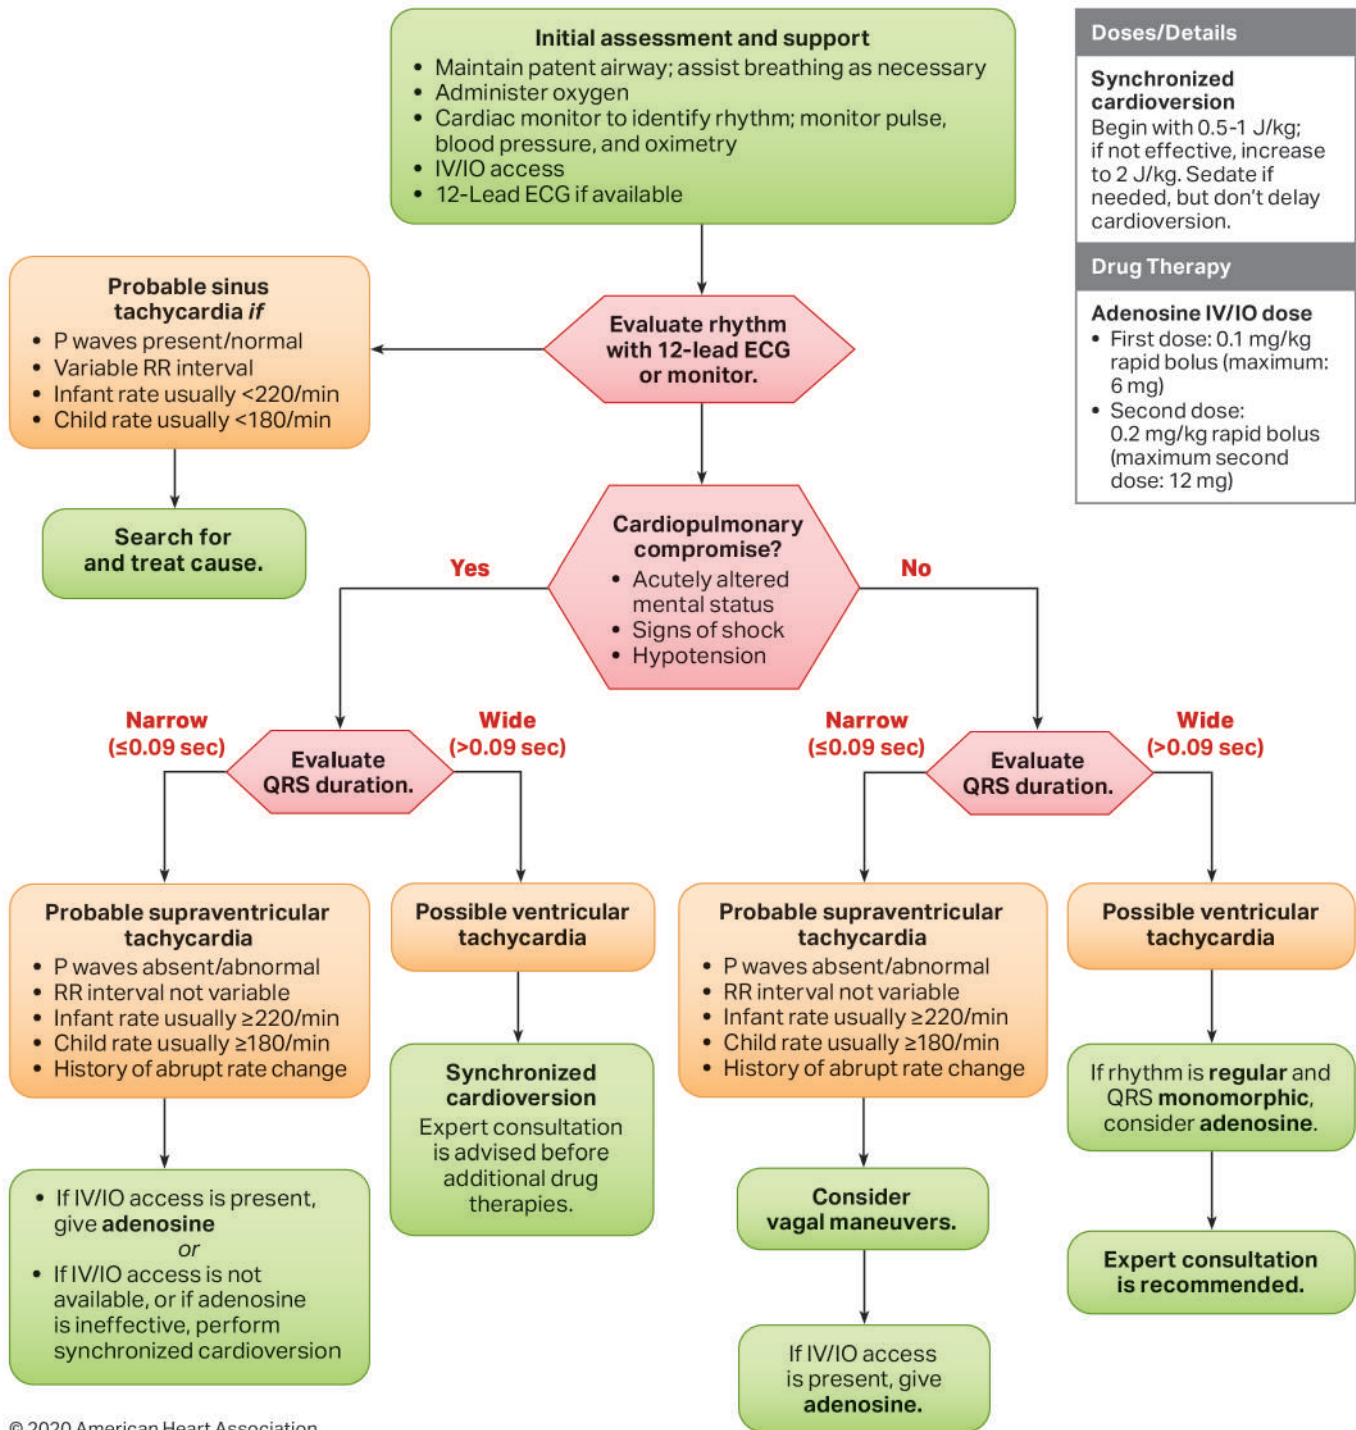 Initial assessment and support
• Maintain patent airway; assist breathing as necessary
• Administer oxygen
• Cardiac monitor to identify rhythm; monitor pulse,
blood pressure, and oximetry
• IV/IO access
• 12-Lead ECG if available
Doses/Details
Synchronized
cardioversion
Begin with 0.5-1 J/kg;
if not effective, increase
to 2 J/kg. Sedate if
needed, but don't delay
cardioversion.
Drug Therapy
Adenosine IV/IO dose
• First dose: 0.1 mg/kg
rapid bolus (maximum:
6 mg)
• Second dose:
0.2 mg/kg rapid bolus
(maximum second
dose: 12 mg)
Probable sinus
tachycardia if
• P waves present/normal
• Variable RR interval
• Infant rate usually <220/min
• Child rate usually <180/min
Evaluate rhythm
with 12-lead ECG
or monitor.
Search for
and treat cause.
Cardiopulmonary
compromise?
• Acutely altered
mental status
• Signs of shock
• Hypotension
Yes
No
Narrow
(≤0.09 sec)
Wide
(>0.09 sec)
Evaluate
QRS duration.
Narrow
(≤0.09 sec)
Wide
(>0.09 sec)
Evaluate
QRS duration.
Probable supraventricular
tachycardia
• P waves absent/abnormal
• RR interval not variable
• Infant rate usually ≥220/min
• Child rate usually ≥180/min
• History of abrupt rate change
Possible ventricular
tachycardia
Probable supraventricular
tachycardia
• P waves absent/abnormal
• RR interval not variable
• Infant rate usually ≥220/min
• Child rate usually ≥180/min
• History of abrupt rate change
Possible ventricular
tachycardia
• If IV/IO access is present,
give adenosine
or
• If IV/IO access is not
available, or if adenosine
is ineffective, perform
synchronized cardioversion
Synchronized
cardioversion
Expert consultation
is advised before
additional drug
therapies.
Consider
vagal maneuvers.
If IV/IO access
is present, give
adenosine.
If rhythm is regular and
QRS monomorphic,
consider adenosine.
Expert consultation
is recommended.
© 2020 American Heart Association